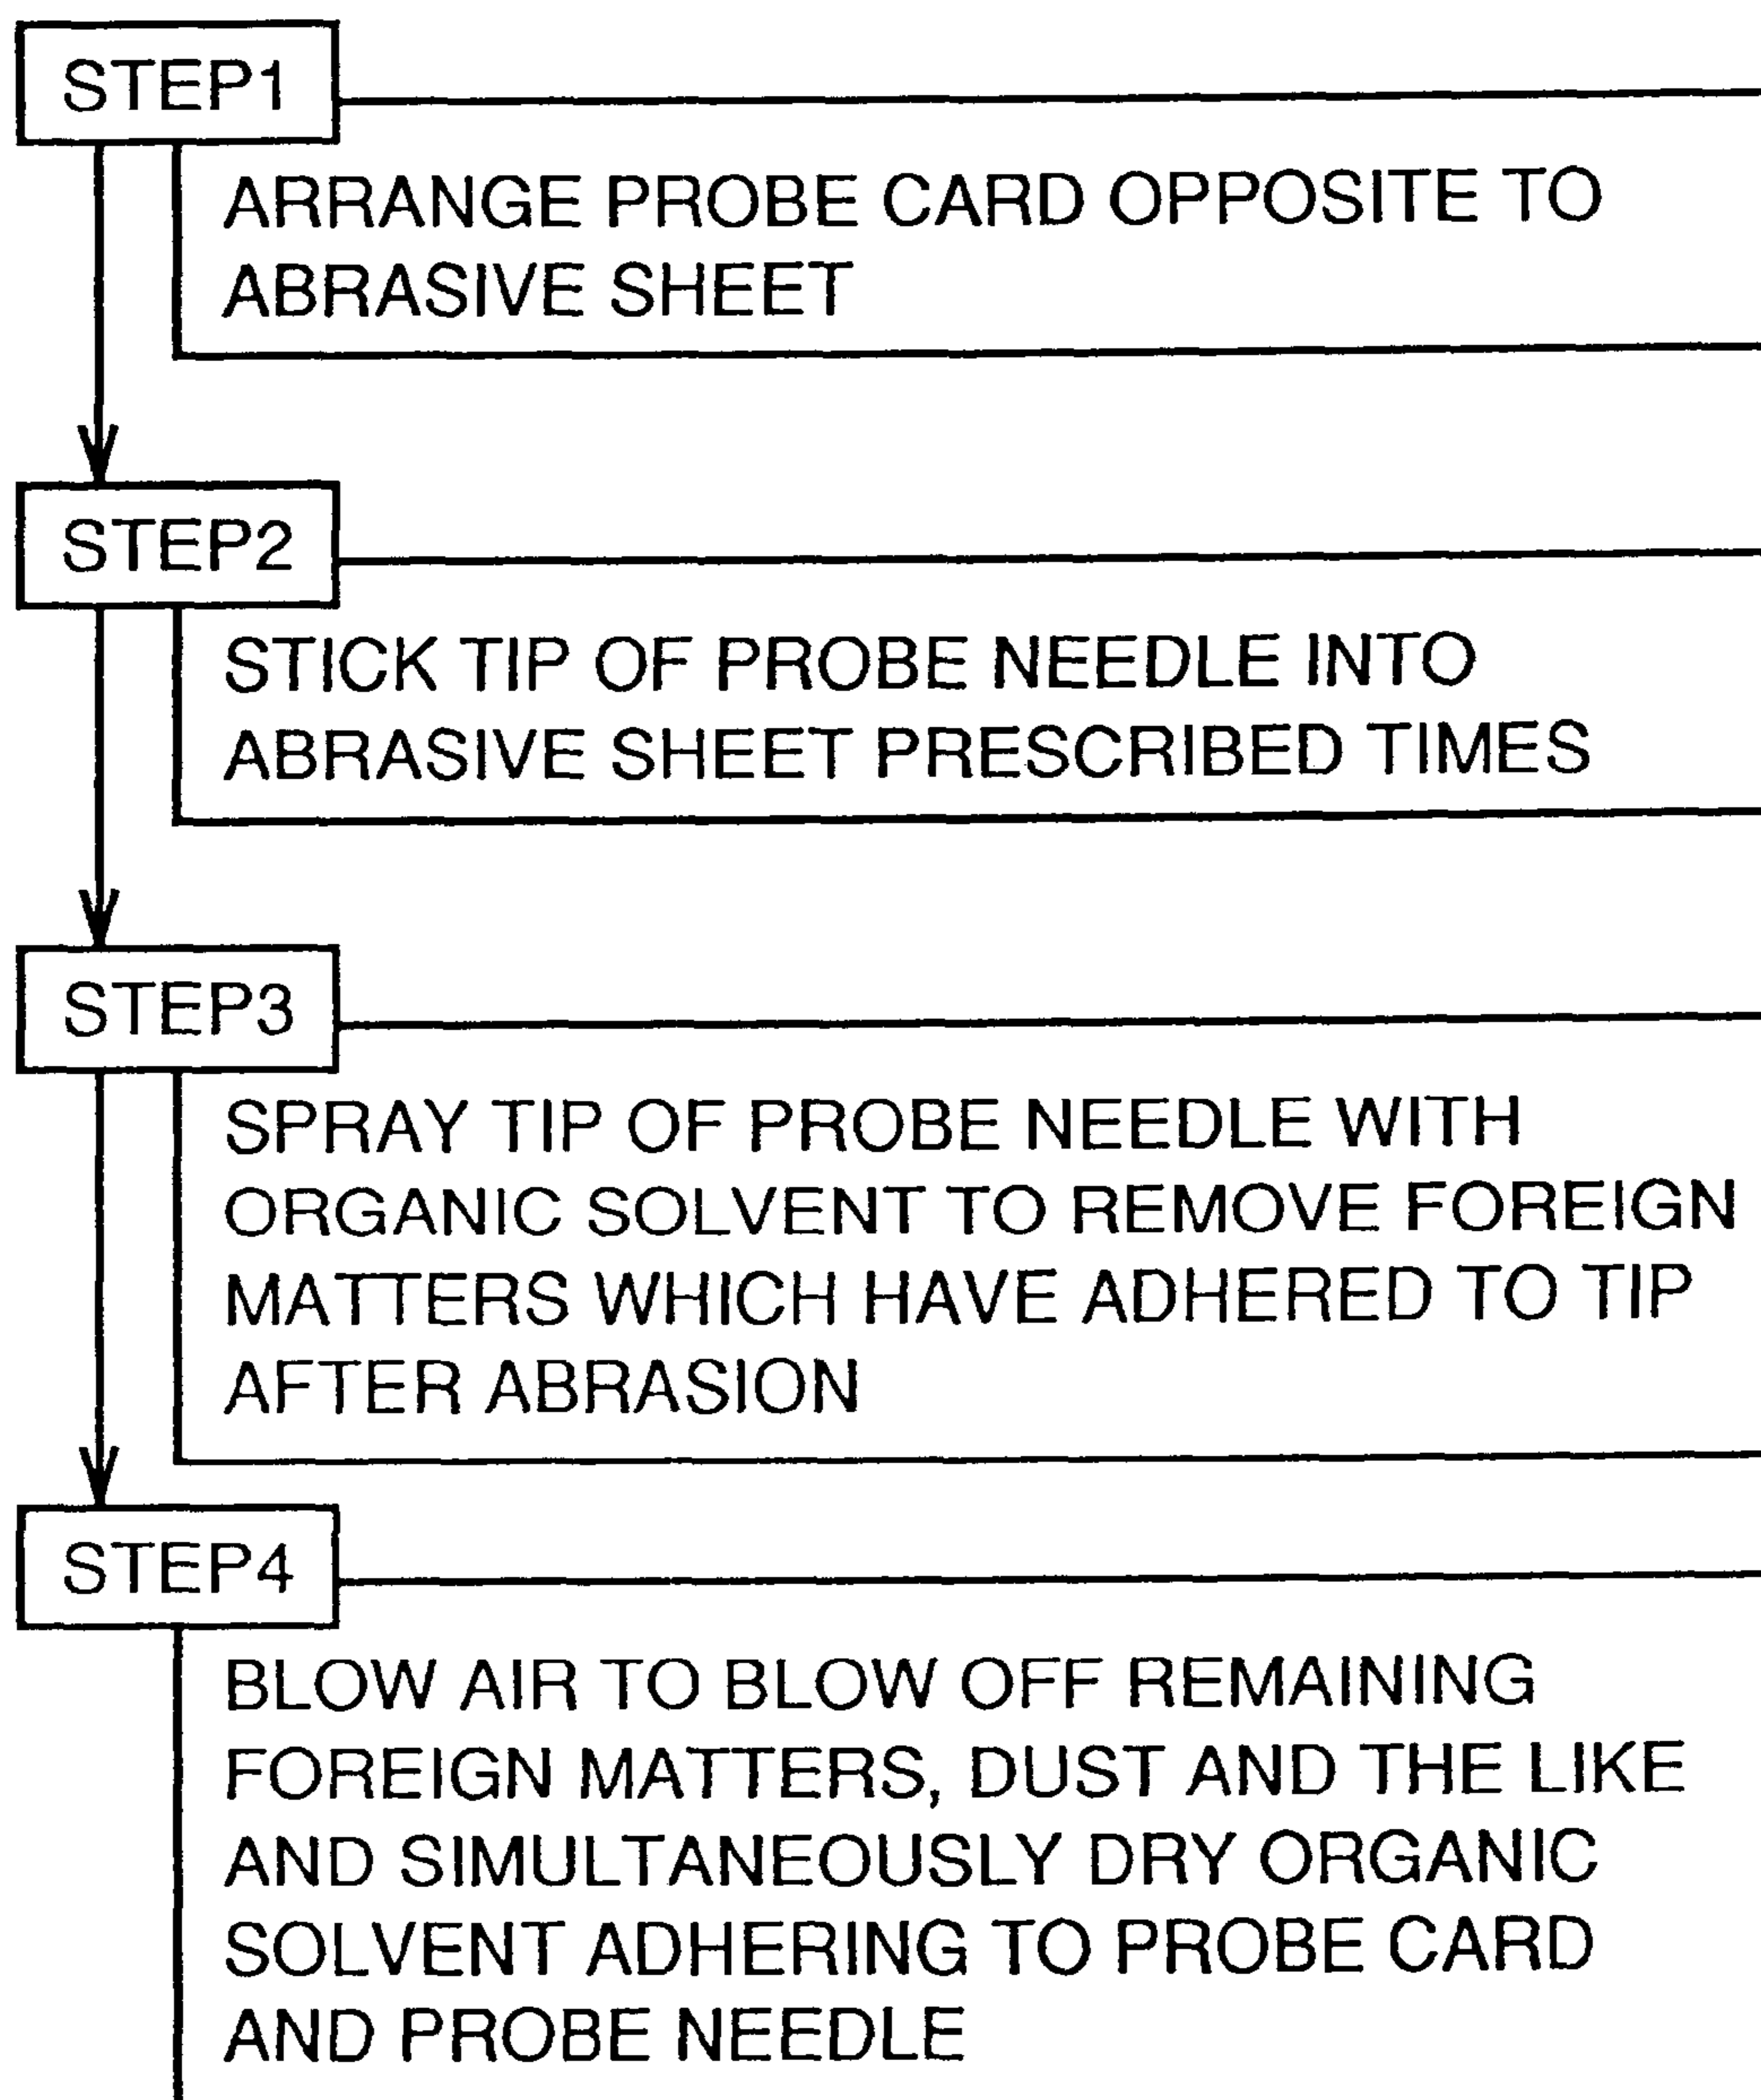 STEP1
ARRANGE PROBE CARD OPPOSITE TO
ABRASIVE SHEET
STEP2
STICK TIP OF PROBE NEEDLE INTO
ABRASIVE SHEET PRESCRIBED TIMES
STEP3
SPRAY TIP OF PROBE NEEDLE WITH
ORGANIC SOLVENT TO REMOVE FOREIGN
MATTERS WHICH HAVE ADHERED TO TIP
AFTER ABRASION
STEP4
BLOW AIR TO BLOW OFF REMAINING
FOREIGN MATTERS, DUST AND THE LIKE
AND SIMULTANEOUSLY DRY ORGANIC
SOLVENT ADHERING TO PROBE CARD
AND PROBE NEEDLE